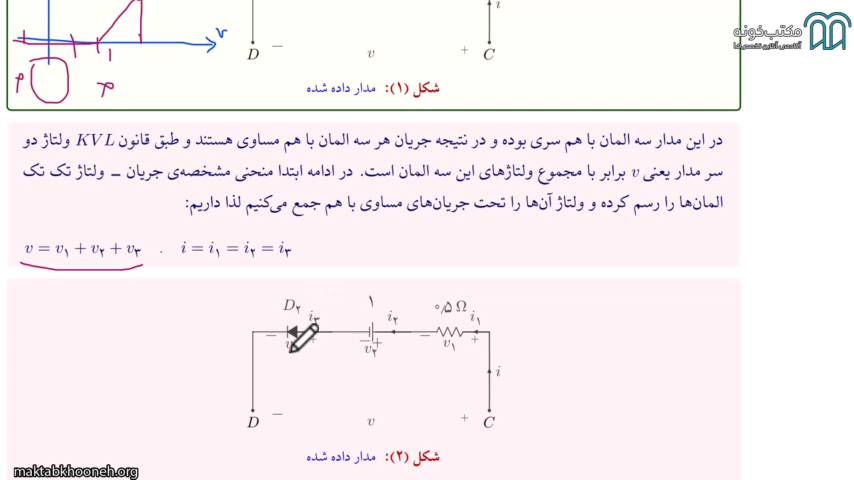 مکتب‌خونه
آکادمی آنلاین تخصصی‌ها
v
i
1
D − v + C
شکل (۱): مدار داده شده
در این مدار سه المان با هم سری بوده و در نتیجه جریان هر سه المان با هم مساوی هستند و طبق قانون KVL ولتاژ دو
سر مدار یعنی v برابر با مجموع ولتاژهای این سه المان است. در ادامه ابتدا منحنی مشخصه‌ی جریان – ولتاژ تک تک
المان‌ها را رسم کرده و ولتاژ آن‌ها را تحت جریان‌های مساوی با هم جمع می‌کنیم لذا داریم:
v = v۱ + v۲ + v۳ . i = i۱ = i۲ = i۳
D۲ ۱ ۰/۵ Ω
i۳ i۲ i۱
− + − + − +
v۲ v۱
i
D − v + C
شکل (۲): مدار داده شده
maktabkhooneh.org